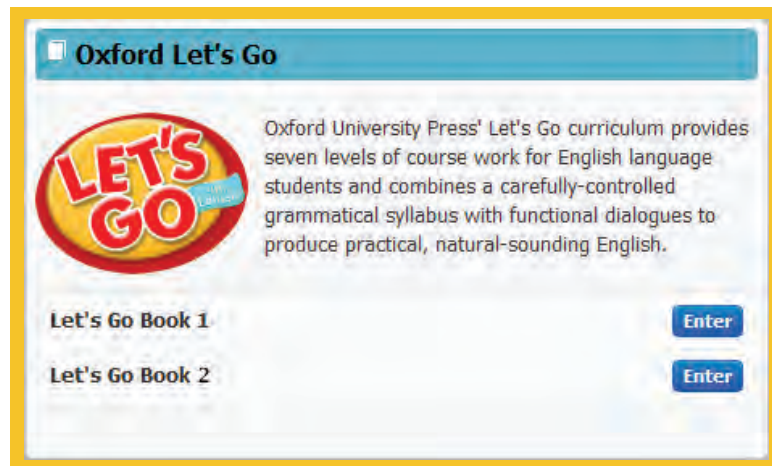 Oxford Let's Go
LET'S
GO
Oxford University Press' Let's Go curriculum provides
seven levels of course work for English language
students and combines a carefully-controlled
grammatical syllabus with functional dialogues to
produce practical, natural-sounding English.
Let's Go Book 1
Enter
Let's Go Book 2
Enter